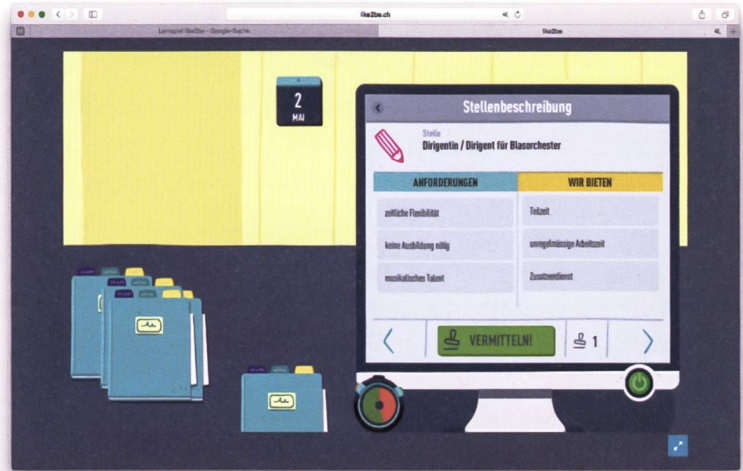 like2be.ch
Lernspiel like2be - Google-Suche
like2be
2
MAI
Stellenbeschreibung
Stelle
Dirigentin / Dirigent für Blasorchester
ANFORDERUNGEN
WIR BIETEN
zeitliche Flexibilität
Teilzeit
keine Ausbildung nötig
unregelmässige Arbeitszeit
musikalisches Talent
Zusatzverdienst
VERMITTELN!
1